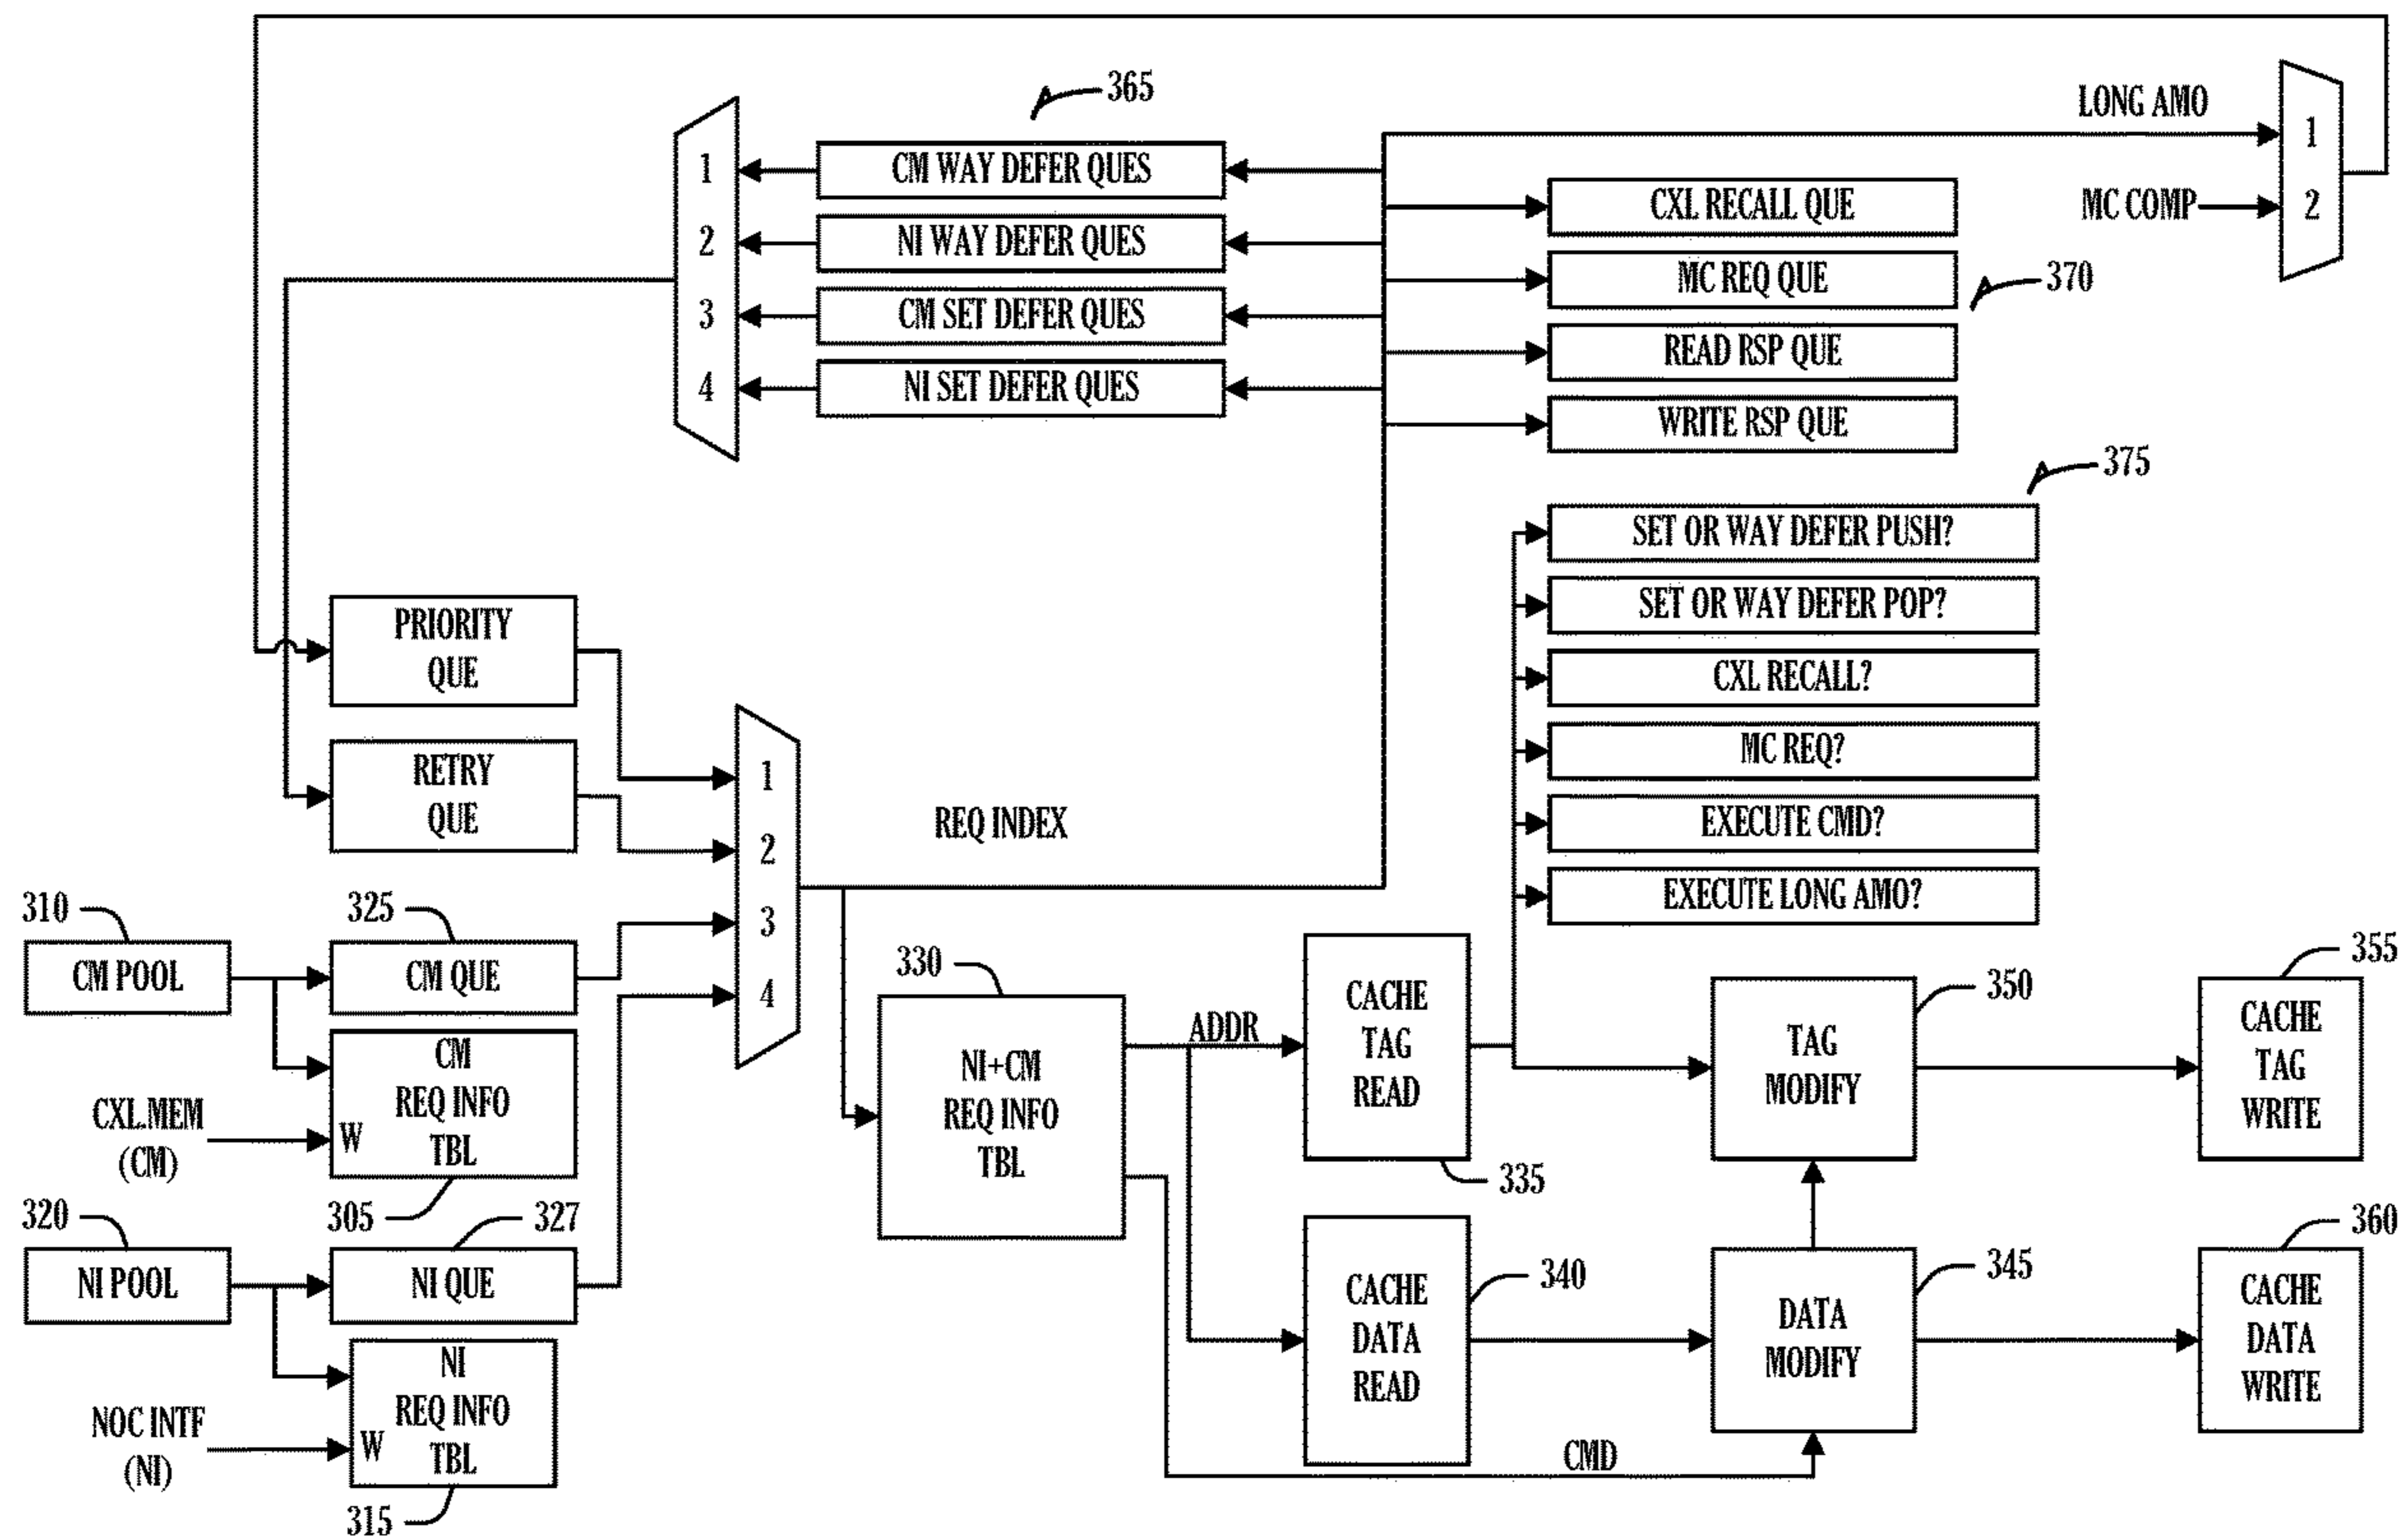 365
LONG AMO
1
CM WAY DEFER QUES
1
CXL RECALL QUE
MC COMP
2
2
NI WAY DEFER QUES
MC REQ QUE
370
3
CM SET DEFER QUES
READ RSP QUE
4
NI SET DEFER QUES
WRITE RSP QUE
375
SET OR WAY DEFER PUSH?
SET OR WAY DEFER POP?
CXL RECALL?
MC REQ?
EXECUTE CMD?
EXECUTE LONG AMO?
PRIORITY
QUE
RETRY
QUE
1
2
3
4
REQ INDEX
310
CM POOL
325
CM QUE
CM
REQ INFO
TBL
W
CXL.MEM
(CM)
305
320
NI POOL
327
NI QUE
NI
REQ INFO
TBL
W
NOC INTF
(NI)
315
330
NI+CM
REQ INFO
TBL
ADDR
CACHE
TAG
READ
335
CACHE
DATA
READ
340
CMD
TAG
MODIFY
350
DATA
MODIFY
345
355
CACHE
TAG
WRITE
360
CACHE
DATA
WRITE